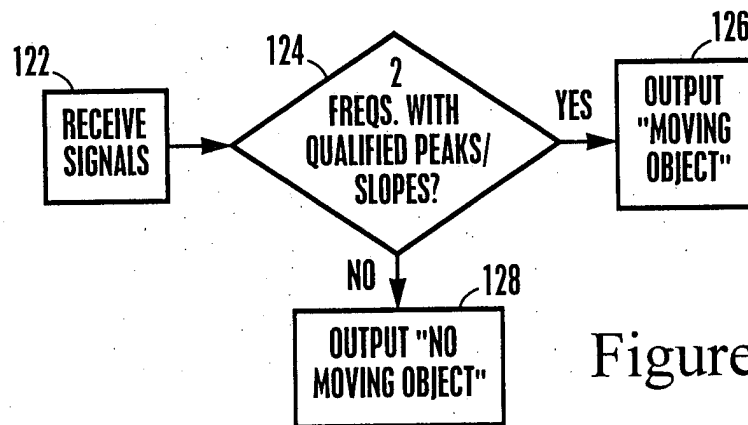 122
RECEIVE
SIGNALS
124
2
FREQS. WITH
QUALIFIED PEAKS/
SLOPES?
YES
126
OUTPUT
"MOVING
OBJECT"
NO
128
OUTPUT "NO
MOVING OBJECT"
Figure